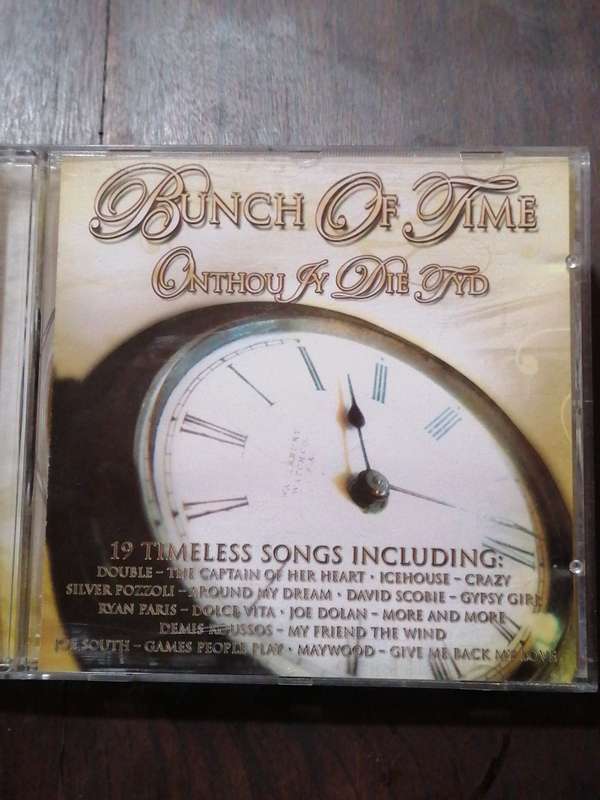 BUNCH OF TIME
ONTHOU JY DIE TYD
19 TIMELESS SONGS INCLUDING:
DOUBLE – THE CAPTAIN OF HER HEART • ICEHOUSE – CRAZY
SILVER POZZOLI – AROUND MY DREAM • DAVID SCOBIE – GYPSY GIRL
RYAN PARIS – DOLCE VITA • JOE DOLAN – MORE AND MORE
DEMIS ROUSSOS – MY FRIEND THE WIND
JOE SOUTH – GAMES PEOPLE PLAY • MAYWOOD – GIVE ME BACK MY LOVE